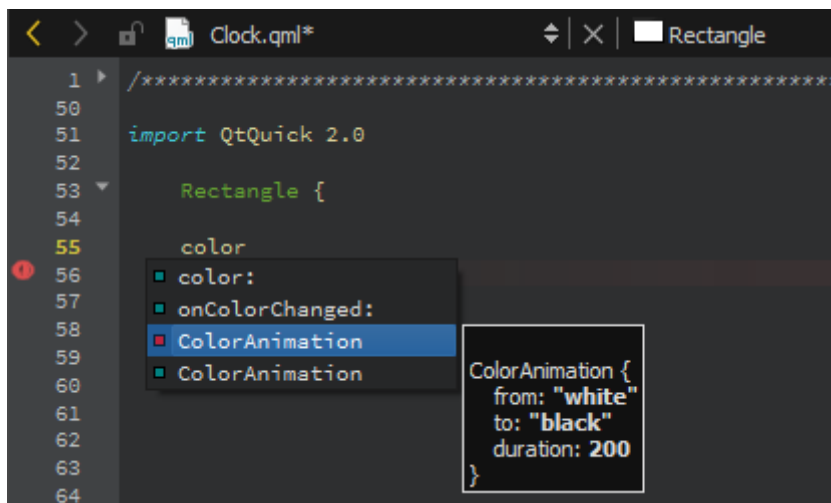 qml Clock.qml* Rectangle
1 /*****************************************************
50
51 import QtQuick 2.0
52
53 Rectangle {
54
55 color
56 color:
57 onColorChanged:
58 ColorAnimation
59 ColorAnimation
60
61
62
63
64
ColorAnimation {
from: "white"
to: "black"
duration: 200
}